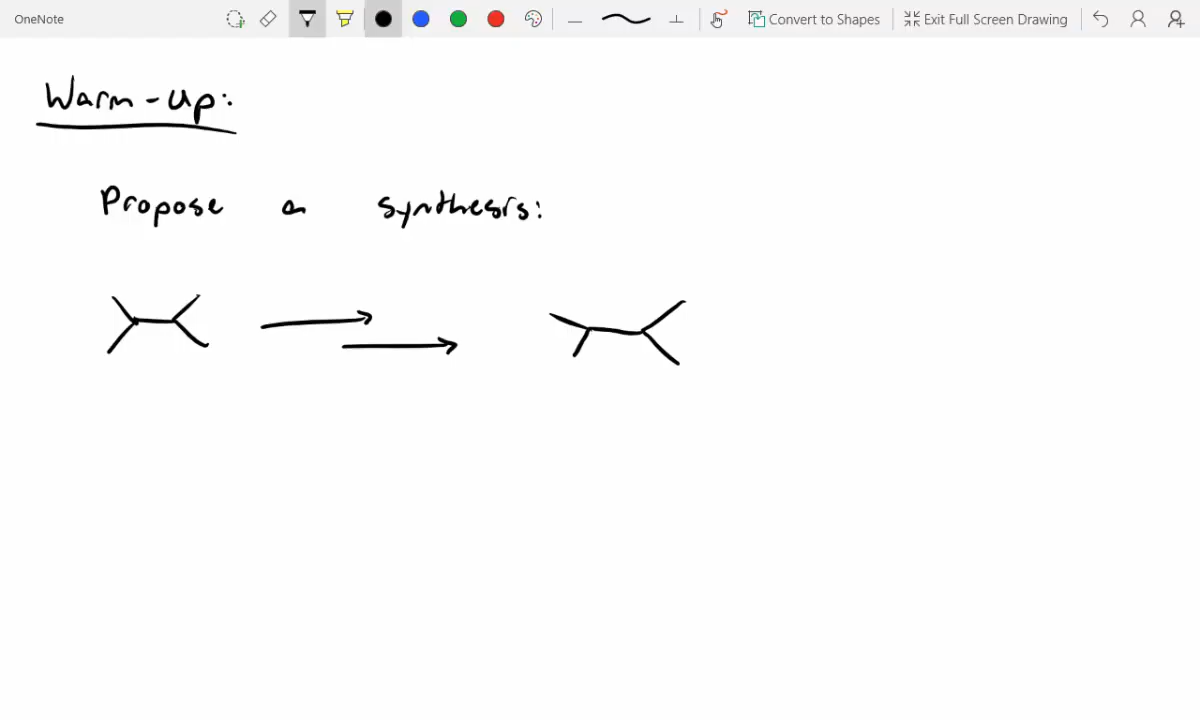 OneNote
Convert to Shapes
Exit Full Screen Drawing
Warm-up:
Propose a synthesis: